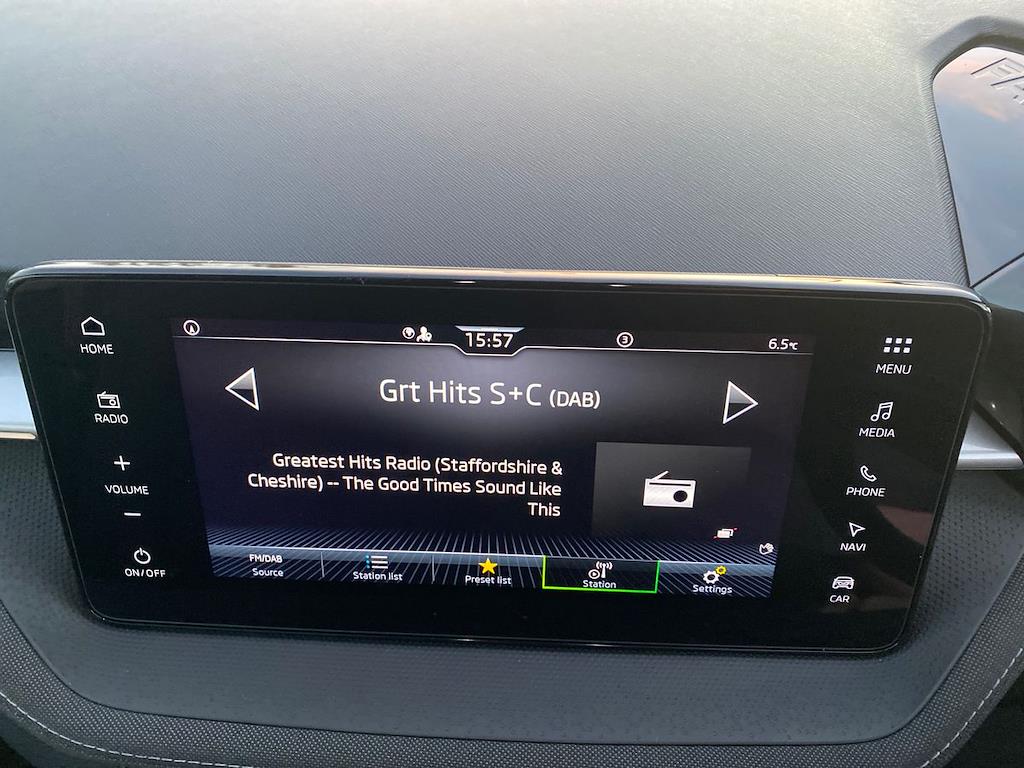 15:57
3
6.5°C
HOME
MENU
Grt Hits S+C (DAB)
RADIO
MEDIA
Greatest Hits Radio (Staffordshire &
Cheshire) -- The Good Times Sound Like
This
VOLUME
PHONE
NAVI
ON/OFF
FM/DAB
Source
Station list
Preset list
Station
Settings
CAR